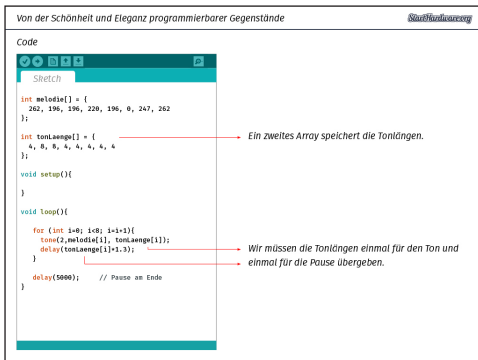 Von der Schönheit und Eleganz programmierbarer Gegenstände
StartHardware.org
Code
Sketch
int melodie[] = {
262, 196, 196, 220, 196, 0, 247, 262
};
int tonLaenge[] = {
4, 8, 8, 4, 4, 4, 4, 4
};
Ein zweites Array speichert die Tonlängen.
void setup(){
}
void loop(){
for (int i=0; i<8; i=i+1){
tone(2,melodie[i], tonLaenge[i]);
delay(tonLaenge[i]*1.3);
}
Wir müssen die Tonlängen einmal für den Ton und
einmal für die Pause übergeben.
delay(5000); // Pause am Ende
}